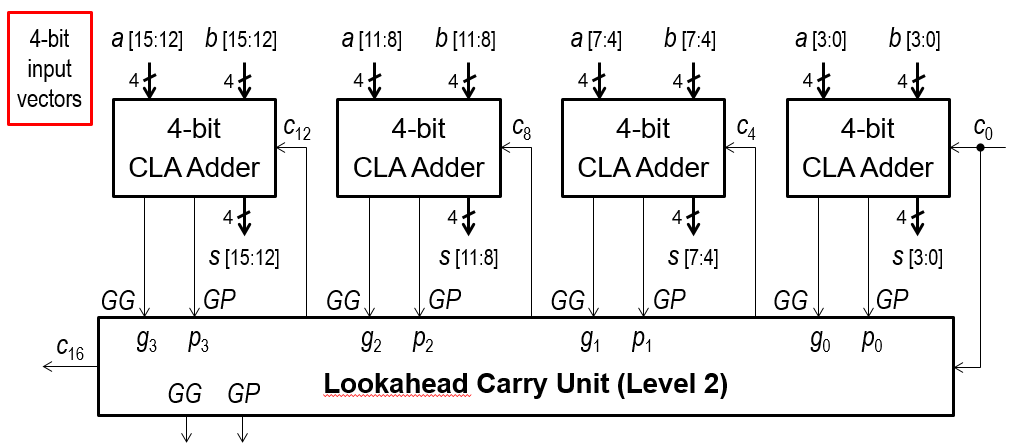 4-bit
input
vectors
a [15:12] b [15:12] a [11:8] b [11:8] a [7:4] b [7:4] a [3:0] b [3:0]
4 4 4 4 4 4 4 4
4-bit
CLA Adder
c12
4-bit
CLA Adder
c8
4-bit
CLA Adder
c4
4-bit
CLA Adder
c0
4 4 4 4
s [15:12] s [11:8] s [7:4] s [3:0]
GG GP GG GP GG GP GG GP
g3 p3 g2 p2 g1 p1 g0 p0
c16
Lookahead Carry Unit (Level 2)
GG GP